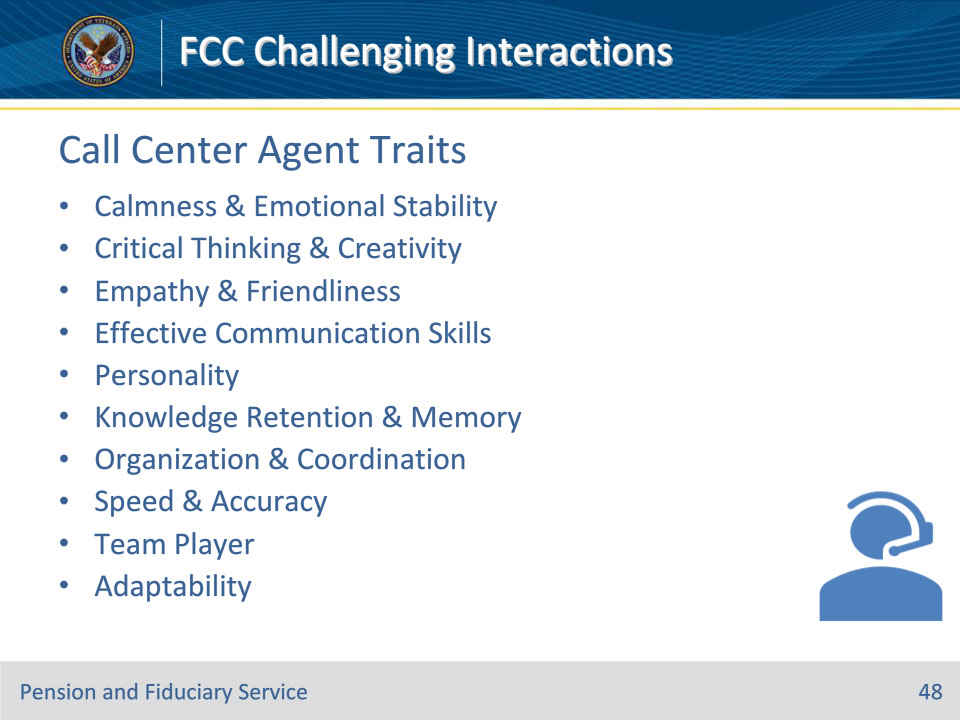 FCC Challenging Interactions
Call Center Agent Traits
• Calmness & Emotional Stability
• Critical Thinking & Creativity
• Empathy & Friendliness
• Effective Communication Skills
• Personality
• Knowledge Retention & Memory
• Organization & Coordination
• Speed & Accuracy
• Team Player
• Adaptability
Pension and Fiduciary Service
48